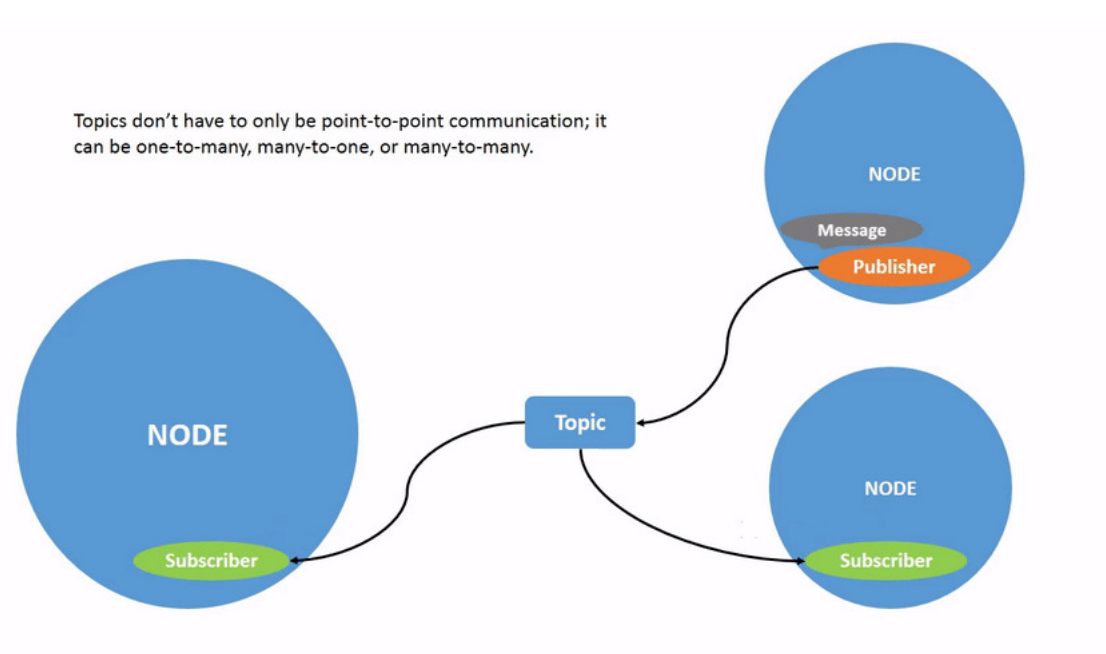 Topics don’t have to only be point-to-point communication; it
can be one-to-many, many-to-one, or many-to-many.
NODE
Message
Publisher
Topic
NODE
Subscriber
NODE
Subscriber